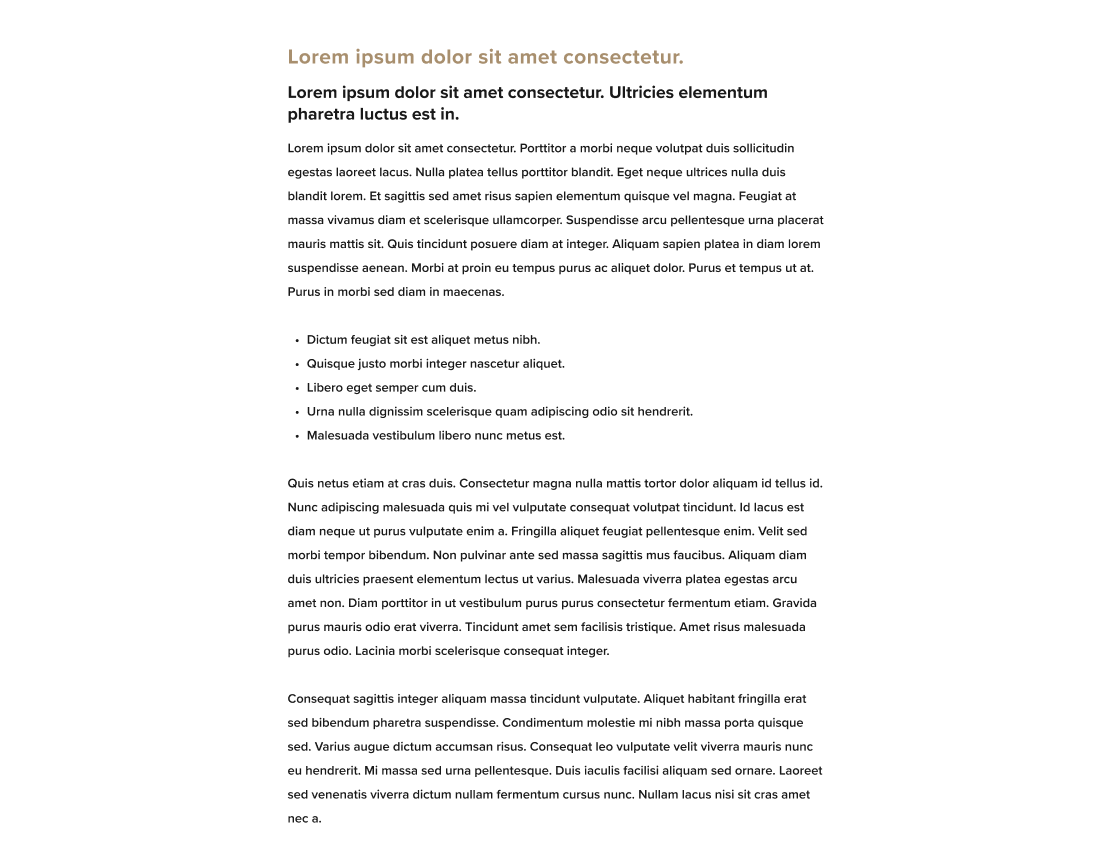 Lorem ipsum dolor sit amet consectetur.
Lorem ipsum dolor sit amet consectetur. Ultricies elementum
pharetra luctus est in.
Lorem ipsum dolor sit amet consectetur. Porttitor a morbi neque volutpat duis sollicitudin
egestas laoreet lacus. Nulla platea tellus porttitor blandit. Eget neque ultrices nulla duis
blandit lorem. Et sagittis sed amet risus sapien elementum quisque vel magna. Feugiat at
massa vivamus diam et scelerisque ullamcorper. Suspendisse arcu pellentesque urna placerat
mauris mattis sit. Quis tincidunt posuere diam at integer. Aliquam sapien platea in diam lorem
suspendisse aenean. Morbi at proin eu tempus purus ac aliquet dolor. Purus et tempus ut at.
Purus in morbi sed diam in maecenas.
• Dictum feugiat sit est aliquet metus nibh.
• Quisque justo morbi integer nascetur aliquet.
• Libero eget semper cum duis.
• Urna nulla dignissim scelerisque quam adipiscing odio sit hendrerit.
• Malesuada vestibulum libero nunc metus est.
Quis netus etiam at cras duis. Consectetur magna nulla mattis tortor dolor aliquam id tellus id.
Nunc adipiscing malesuada quis mi vel vulputate consequat volutpat tincidunt. Id lacus est
diam neque ut purus vulputate enim a. Fringilla aliquet feugiat pellentesque enim. Velit sed
morbi tempor bibendum. Non pulvinar ante sed massa sagittis mus faucibus. Aliquam diam
duis ultricies praesent elementum lectus ut varius. Malesuada viverra platea egestas arcu
amet non. Diam porttitor in ut vestibulum purus purus consectetur fermentum etiam. Gravida
purus mauris odio erat viverra. Tincidunt amet sem facilisis tristique. Amet risus malesuada
purus odio. Lacinia morbi scelerisque consequat integer.
Consequat sagittis integer aliquam massa tincidunt vulputate. Aliquet habitant fringilla erat
sed bibendum pharetra suspendisse. Condimentum molestie mi nibh massa porta quisque
sed. Varius augue dictum accumsan risus. Consequat leo vulputate velit viverra mauris nunc
eu hendrerit. Mi massa sed urna pellentesque. Duis iaculis facilisi aliquam sed ornare. Laoreet
sed venenatis viverra dictum nullam fermentum cursus nunc. Nullam lacus nisi sit cras amet
nec a.